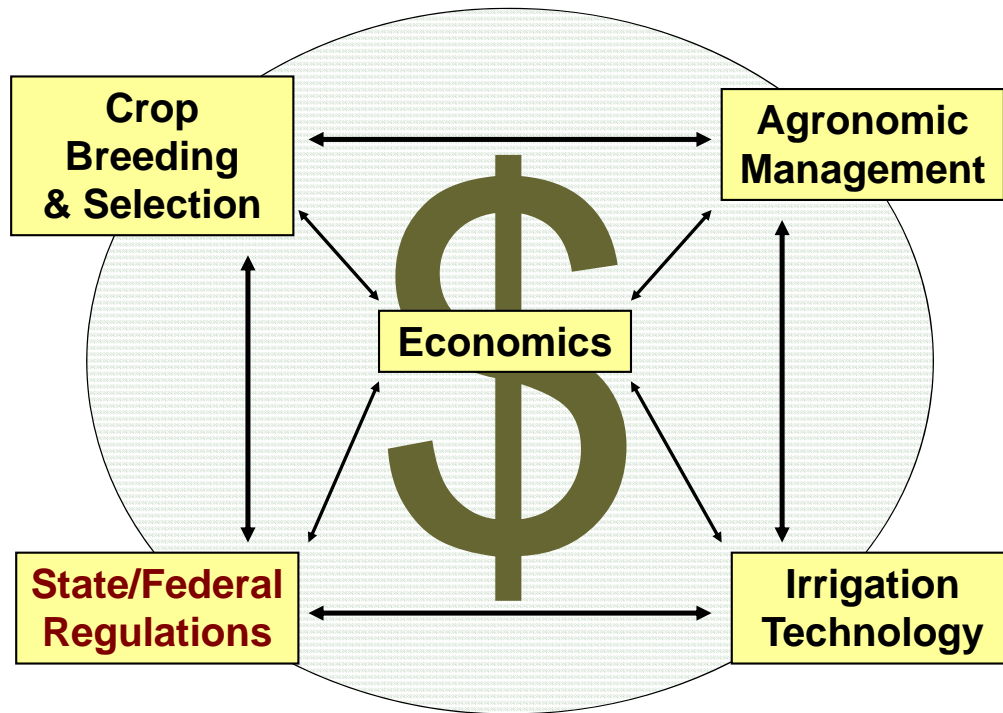 Crop
Breeding
& Selection
Agronomic
Management
$
Economics
State/Federal
Regulations
Irrigation
Technology